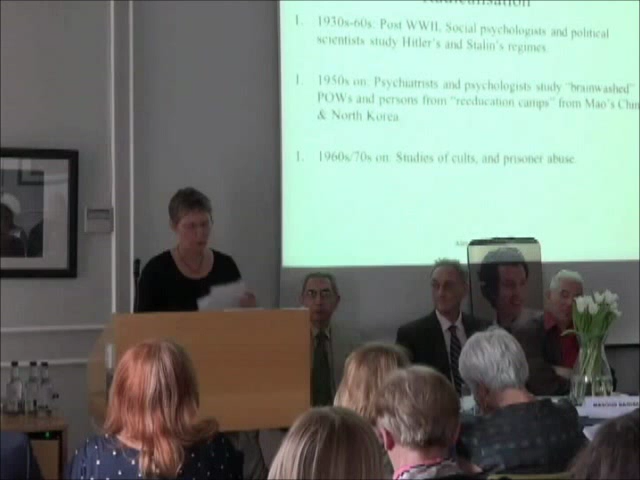 Radicalisation
1. 1930s-60s: Post WWII, Social psychologists and political
scientists study Hitler's and Stalin's regimes.
1. 1950s on: Psychiatrists and psychologists study "brainwashed"
POWs and persons from "reeducation camps" from Mao's Chin
& North Korea.
1. 1960s/70s on: Studies of cults, and prisoner abuse.